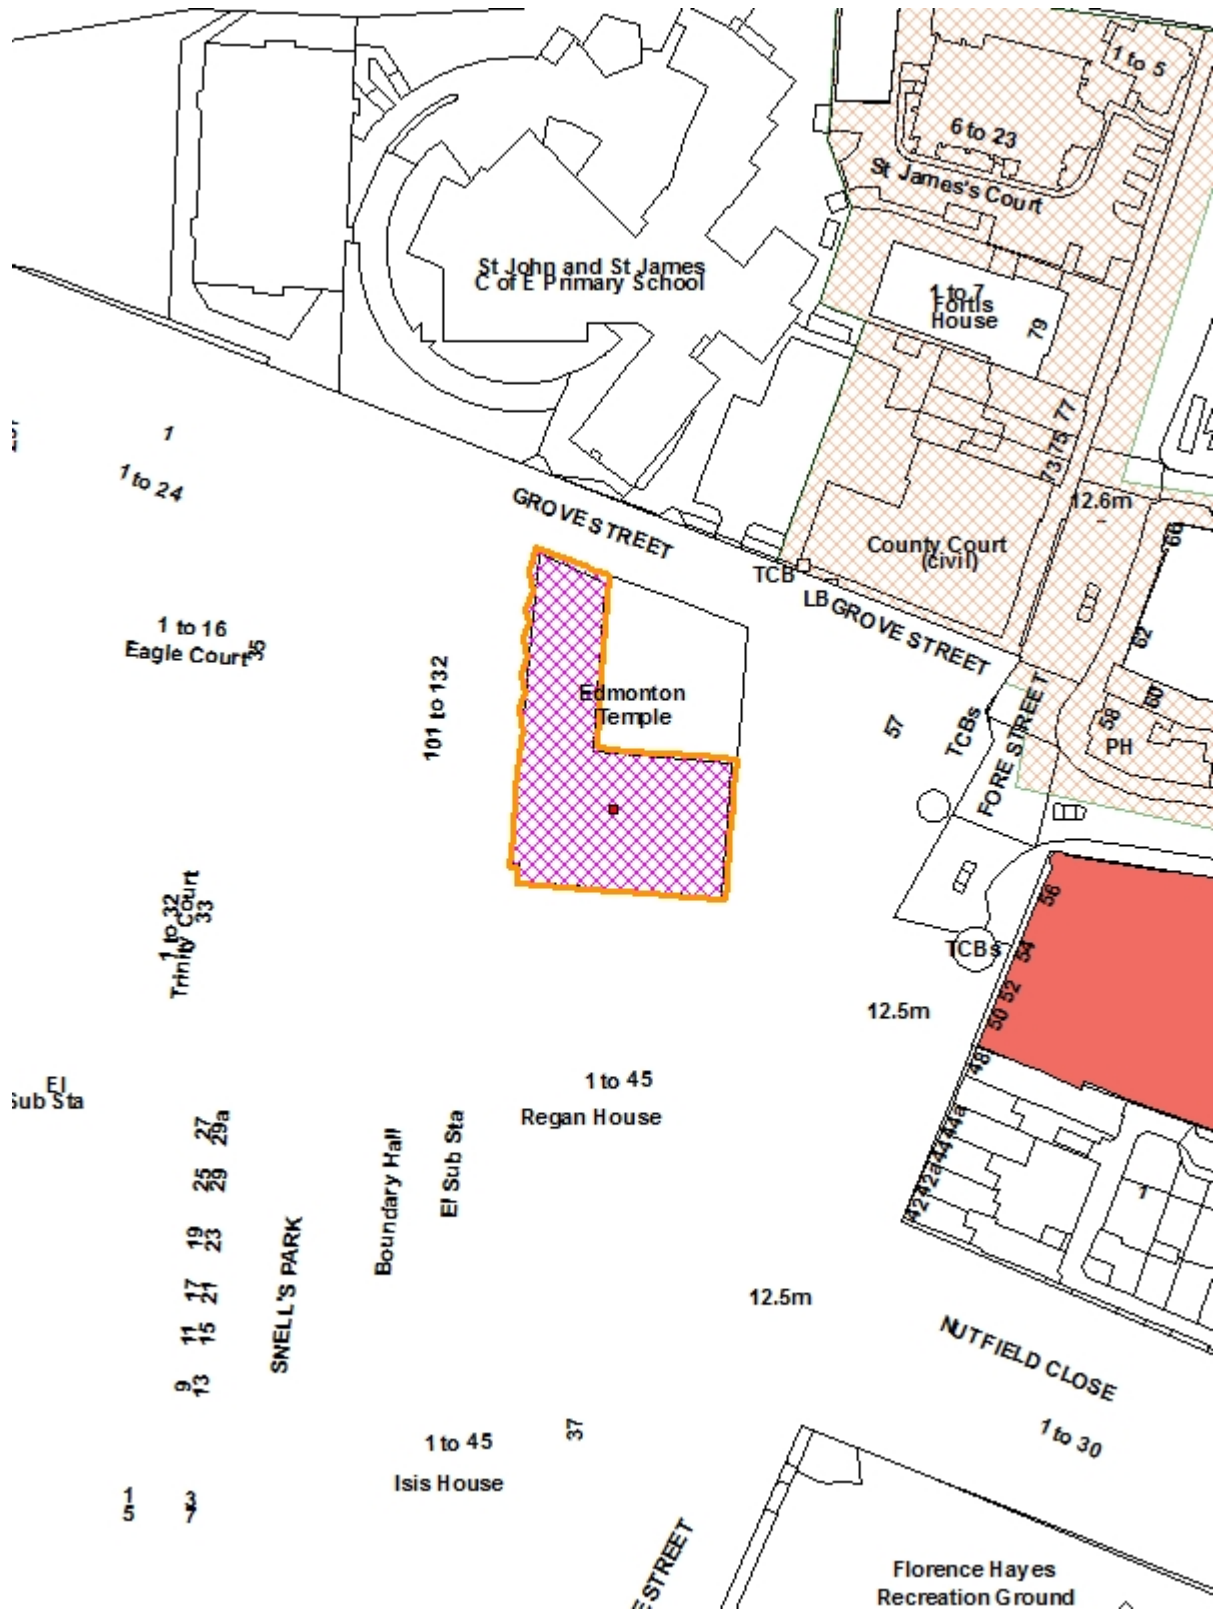 1 to 5
6 to 23
St James's Court
St John and St James
C of E Primary School
1 to 7
Fortis
House
79
77
75
73
1
1 to 24
12.6m
GROVE STREET
66
County Court
(civil)
TCB
LB
GROVE STREET
1 to 16
Eagle Court
35
62
60
58
PH
Edmonton
Temple
101 to 132
57
TCBs
FORE STREET
1 to 32
Trinity Court
33
56
TCBs
54
52
50
12.5m
48
El
Sub Sta
1 to 45
Regan House
27
29a
25
29
19
23
17
21
11
15
9
13
SNELL'S PARK
Boundary Hall
El Sub Sta
44a
44
42a
42
1
12.5m
NUTFIELD CLOSE
1 to 30
1 to 45
Isis House
37
1
5
3
7
E STREET
Florence Hayes
Recreation Ground